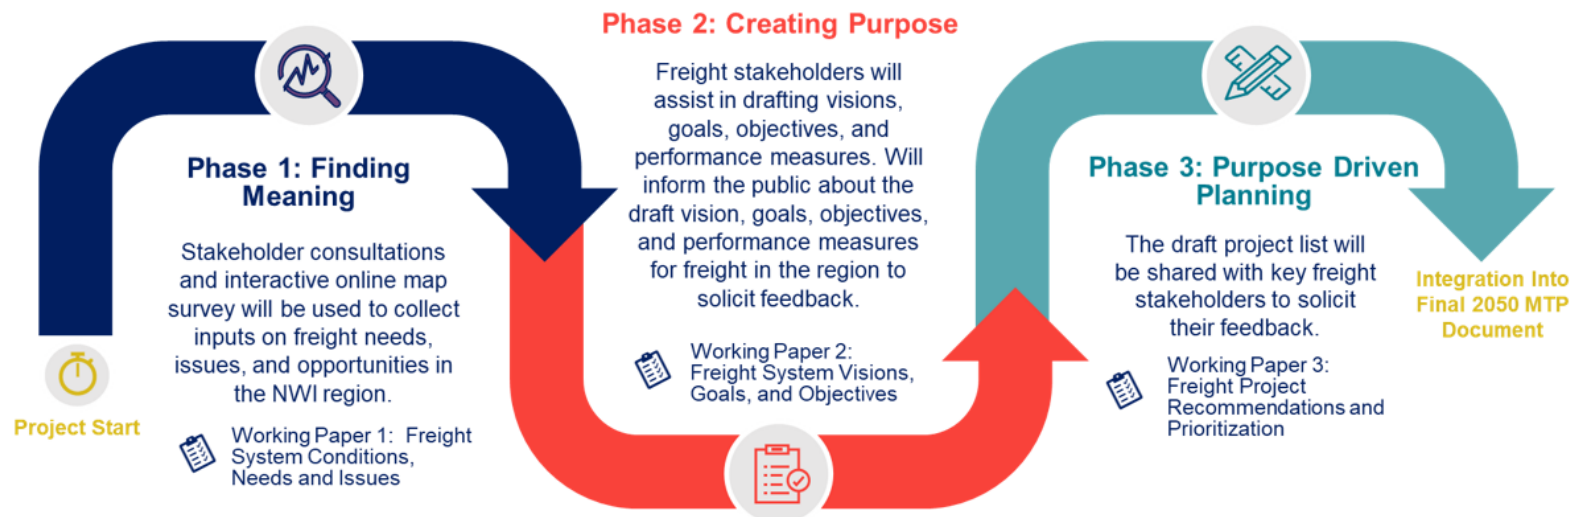 Project Start
Phase 1: Finding
Meaning
Stakeholder consultations
and interactive online map
survey will be used to collect
inputs on freight needs,
issues, and opportunities in
the NWI region.
Working Paper 1: Freight
System Conditions,
Needs and Issues
Phase 2: Creating Purpose
Freight stakeholders will
assist in drafting visions,
goals, objectives, and
performance measures. Will
inform the public about the
draft vision, goals, objectives,
and performance measures
for freight in the region to
solicit feedback.
Working Paper 2:
Freight System Visions,
Goals, and Objectives
Phase 3: Purpose Driven
Planning
The draft project list will
be shared with key freight
stakeholders to solicit
their feedback.
Working Paper 3:
Freight Project
Recommendations and
Prioritization
Integration Into
Final 2050 MTP
Document